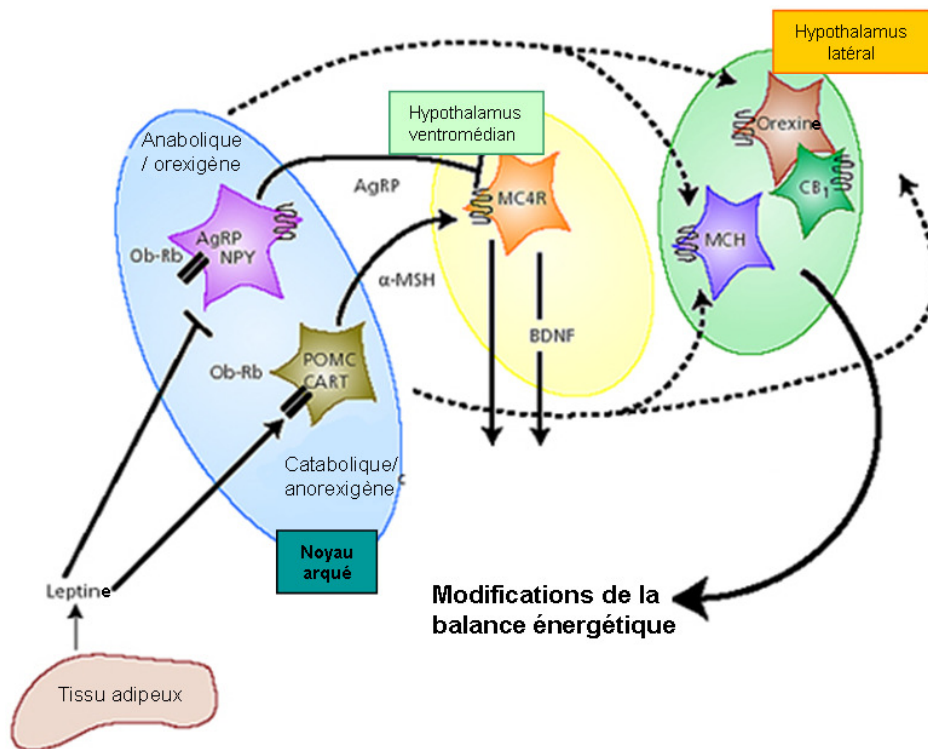 Hypothalamus
latéral
Hypothalamus
ventromédian
Anabolique
/ orexigène
AgRP
Orexine
CB1
MC4R
MCH
Ob-Rb
AgRP
NPY
α-MSH
BDNF
Ob-Rb
POMC
CART
Catabolique/
anorexigène
c
Noyau
arqué
Leptine
Modifications de la
balance énergétique
Tissu adipeux